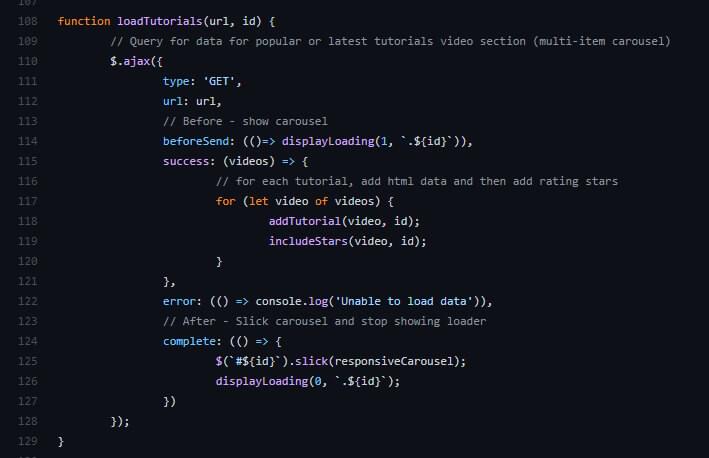 108 function loadTutorials(url, id) {
109 // Query for data for popular or latest tutorials video section (multi-item carousel)
110 $.ajax({
111 type: 'GET',
112 url: url,
113 // Before - show carousel
114 beforeSend: (()=> displayLoading(1, `.${id}`)),
115 success: (videos) => {
116 // for each tutorial, add html data and then add rating stars
117 for (let video of videos) {
118 addTutorial(video, id);
119 includeStars(video, id);
120 }
121 },
122 error: (() => console.log('Unable to load data')),
123 // After - Slick carousel and stop showing loader
124 complete: (() => {
125 $(`#${id}`).slick(responsiveCarousel);
126 displayLoading(0, `.${id}`);
127 })
128 });
129 }